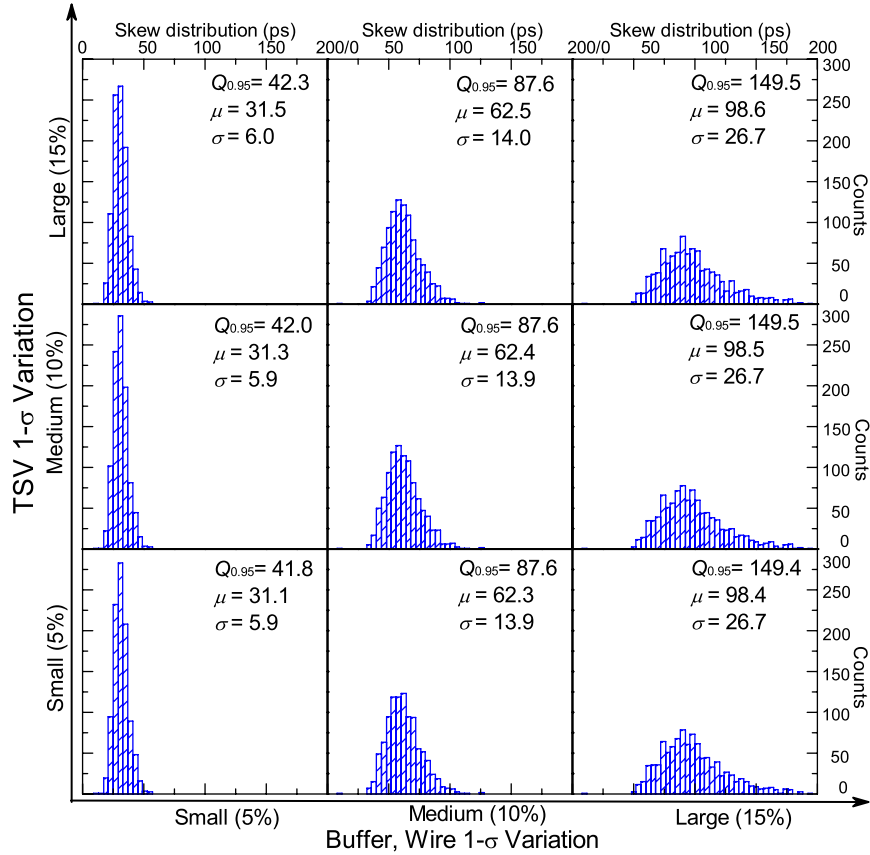 Skew distribution (ps) Skew distribution (ps) Skew distribution (ps)
0 50 100 150 200/0 50 100 150 200/0 50 100 150 200
Large (15%)
Q0.95= 42.3
μ = 31.5
σ = 6.0
Q0.95= 87.6
μ = 62.5
σ = 14.0
Q0.95= 149.5
μ = 98.6
σ = 26.7
300
250
200
150
100
50
0
Counts
TSV 1-σ Variation
Medium (10%)
Q0.95= 42.0
μ = 31.3
σ = 5.9
Q0.95= 87.6
μ = 62.4
σ = 13.9
Q0.95= 149.5
μ = 98.5
σ = 26.7
300
250
200
150
100
50
0
Counts
Small (5%)
Q0.95= 41.8
μ = 31.1
σ = 5.9
Q0.95= 87.6
μ = 62.3
σ = 13.9
Q0.95= 149.4
μ = 98.4
σ = 26.7
300
250
200
150
100
50
0
Counts
Small (5%) Medium (10%) Large (15%)
Buffer, Wire 1-σ Variation